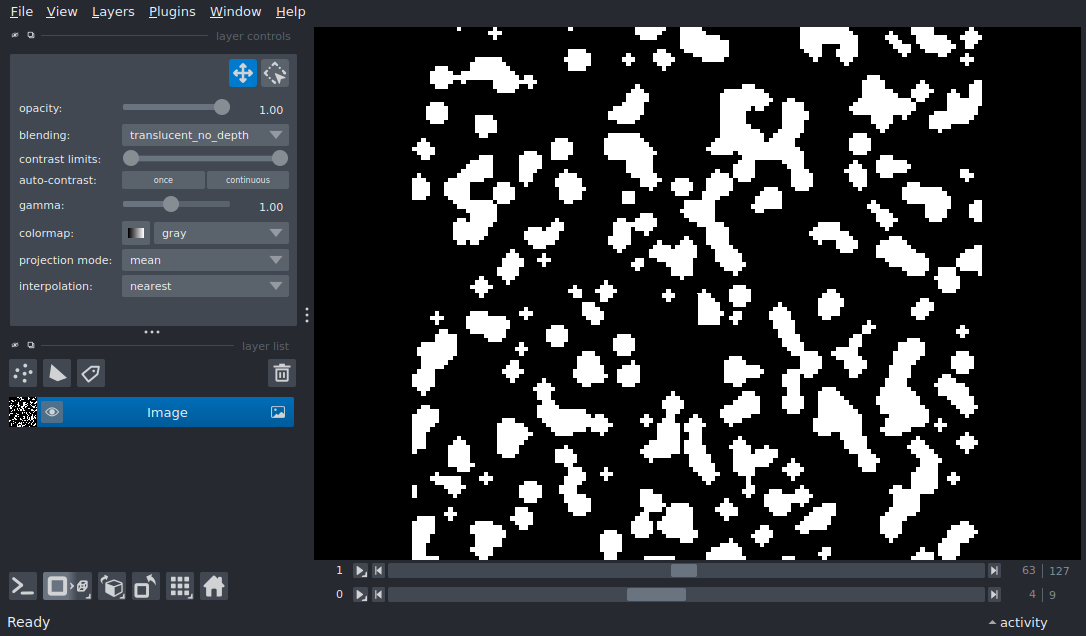 File View Layers Plugins Window Help
layer controls
opacity: 1.00
blending: translucent_no_depth
contrast limits:
auto-contrast: once continuous
gamma: 1.00
colormap: gray
projection mode: mean
interpolation: nearest
layer list
Image
1 63 127
0 4 9
Ready activity